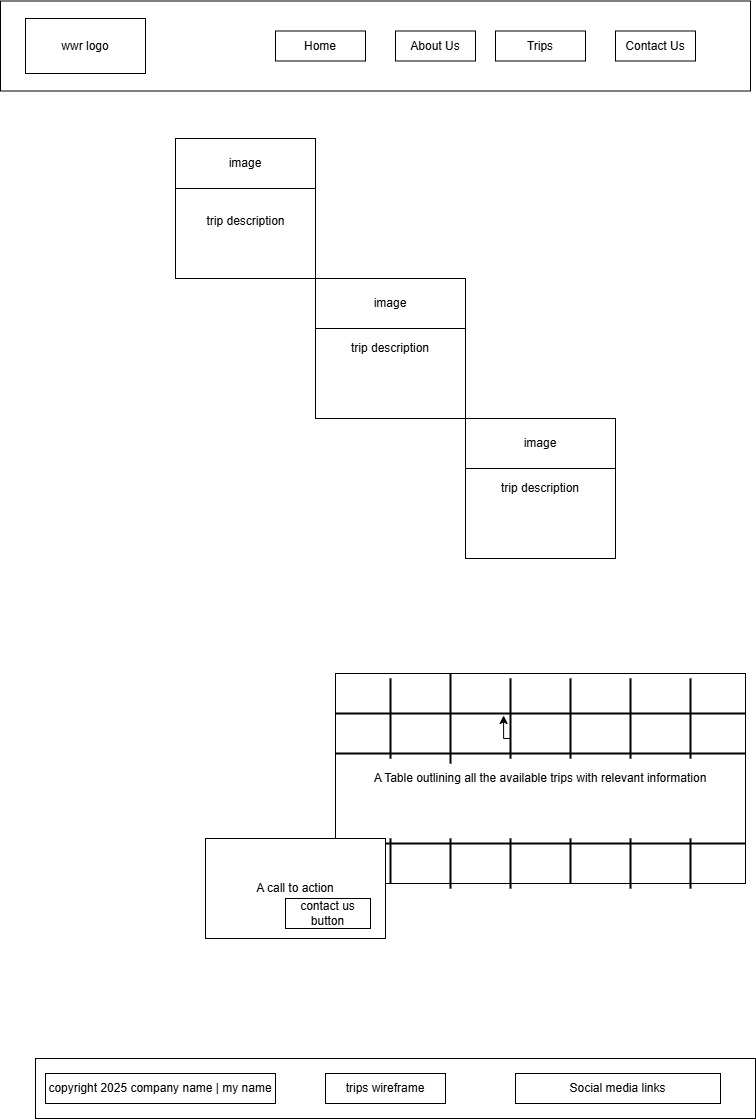 wwr logo
Home
About Us
Trips
Contact Us
image
trip description
image
trip description
image
trip description
A Table outlining all the available trips with relevant information
A call to action
contact us
button
copyright 2025 company name | my name
trips wireframe
Social media links